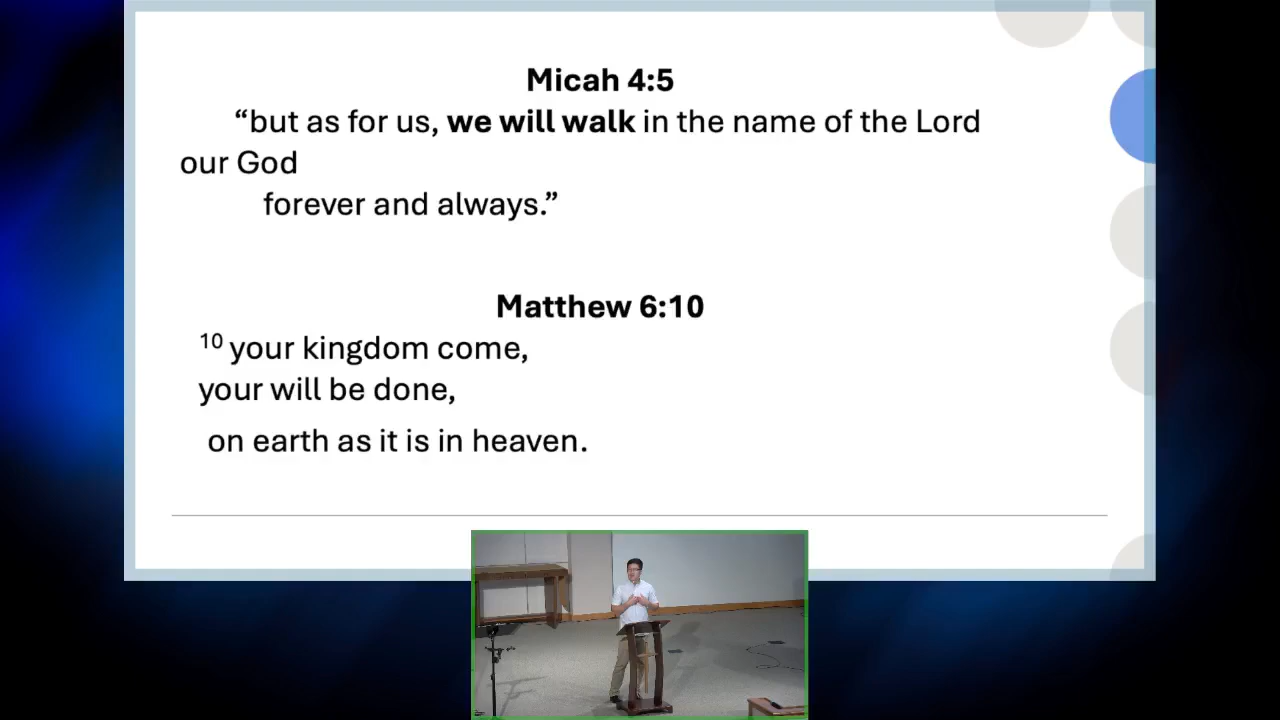 Micah 4:5
“but as for us, we will walk in the name of the Lord
our God
forever and always.”
Matthew 6:10
10 your kingdom come,
your will be done,
on earth as it is in heaven.